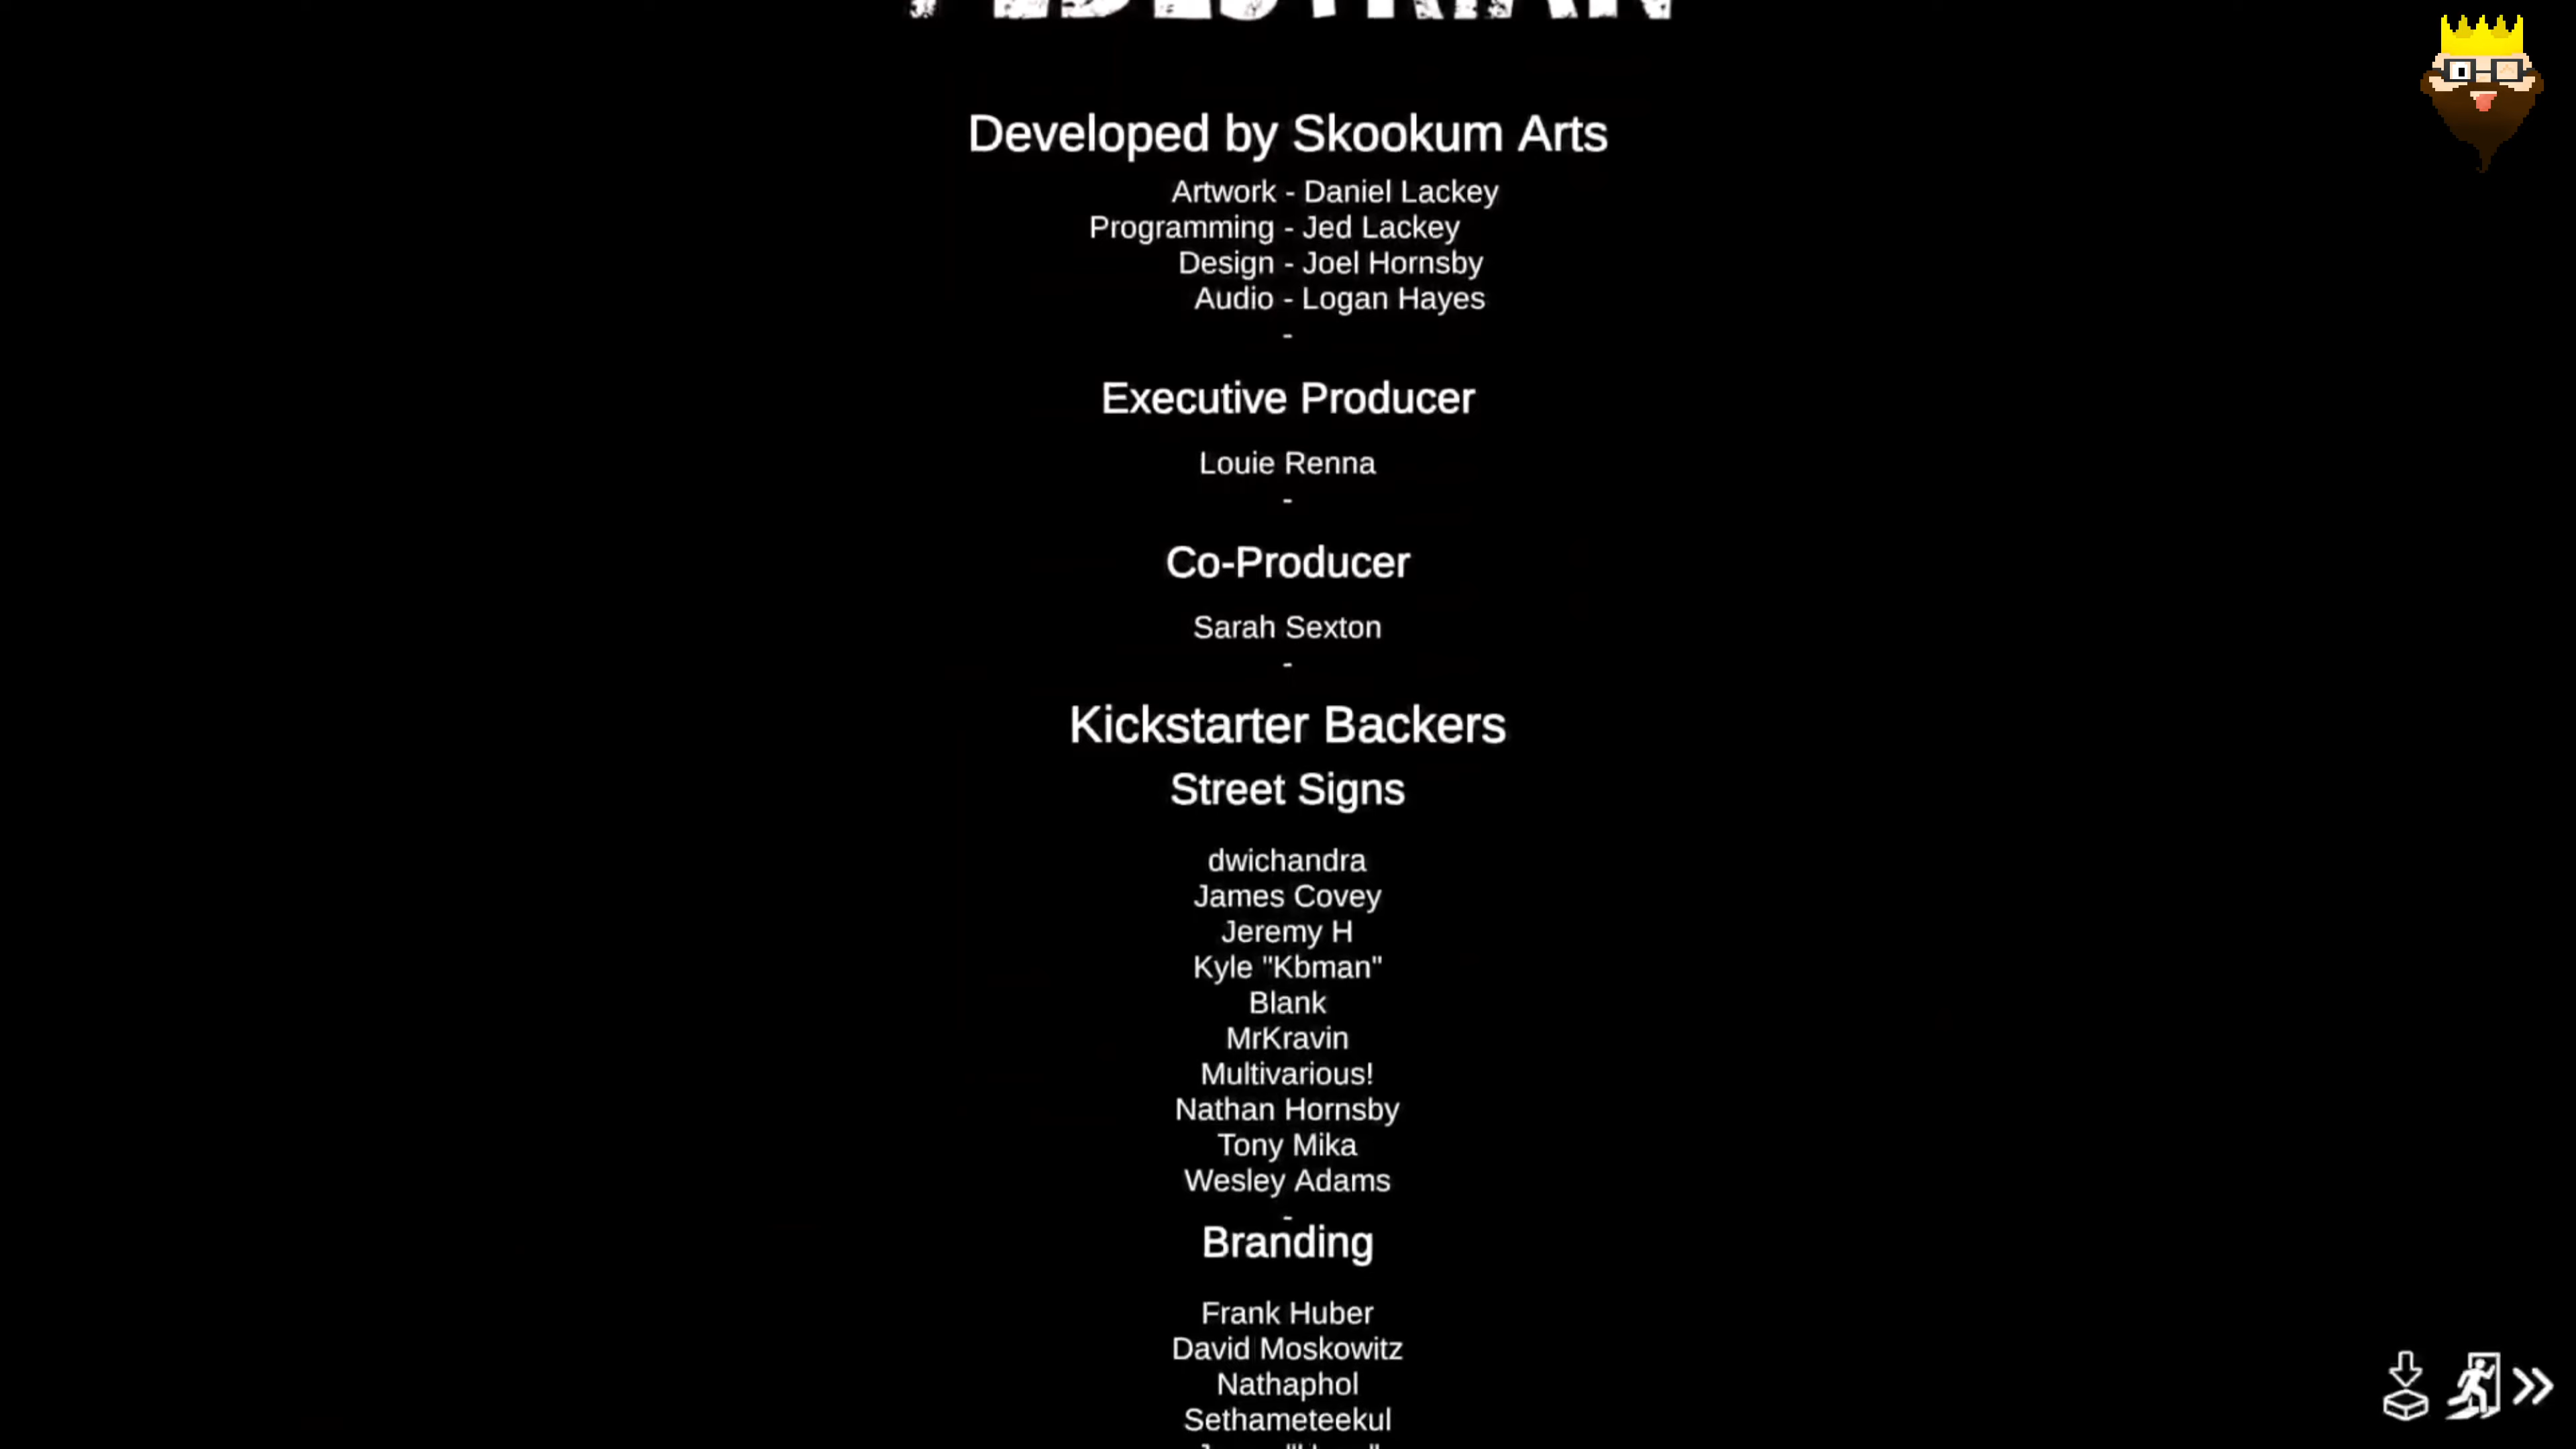 PEDESTRIAN
Developed by Skookum Arts
Artwork - Daniel Lackey
Programming - Jed Lackey
Design - Joel Hornsby
Audio - Logan Hayes
-
Executive Producer
Louie Renna
-
Co-Producer
Sarah Sexton
-
Kickstarter Backers
Street Signs
dwichandra
James Covey
Jeremy H
Kyle "Kbman"
Blank
MrKravin
Multivarious!
Nathan Hornsby
Tony Mika
Wesley Adams
-
Branding
Frank Huber
David Moskowitz
Nathaphol
Sethameteekul